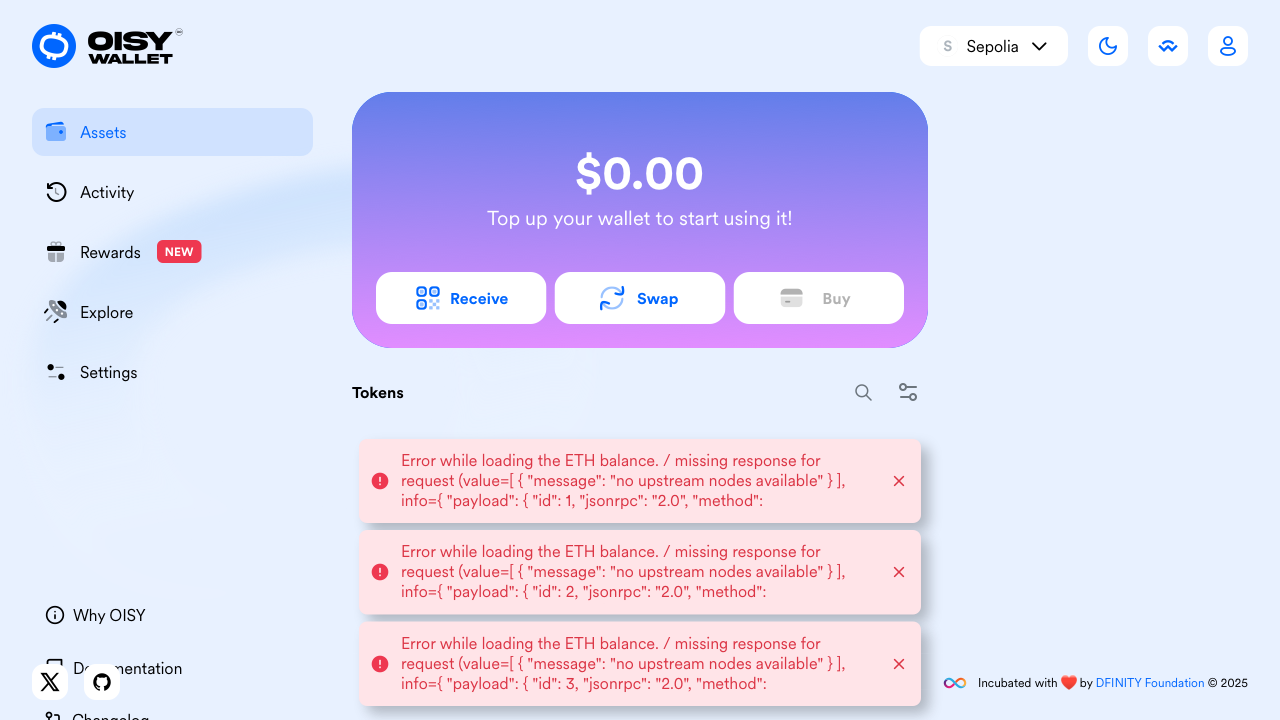 OISY
WALLET
S Sepolia
Assets
Activity
Rewards NEW
Explore
Settings
$0.00
Top up your wallet to start using it!
Receive
Swap
Buy
Tokens
Error while loading the ETH balance. / missing response for
request (value=[ { "message": "no upstream nodes available" } ],
info={ "payload": { "id": 1, "jsonrpc": "2.0", "method":
Error while loading the ETH balance. / missing response for
request (value=[ { "message": "no upstream nodes available" } ],
info={ "payload": { "id": 2, "jsonrpc": "2.0", "method":
Error while loading the ETH balance. / missing response for
request (value=[ { "message": "no upstream nodes available" } ],
info={ "payload": { "id": 3, "jsonrpc": "2.0", "method":
Why OISY
Documentation
Changelog
Incubated with ❤️ by DFINITY Foundation © 2025